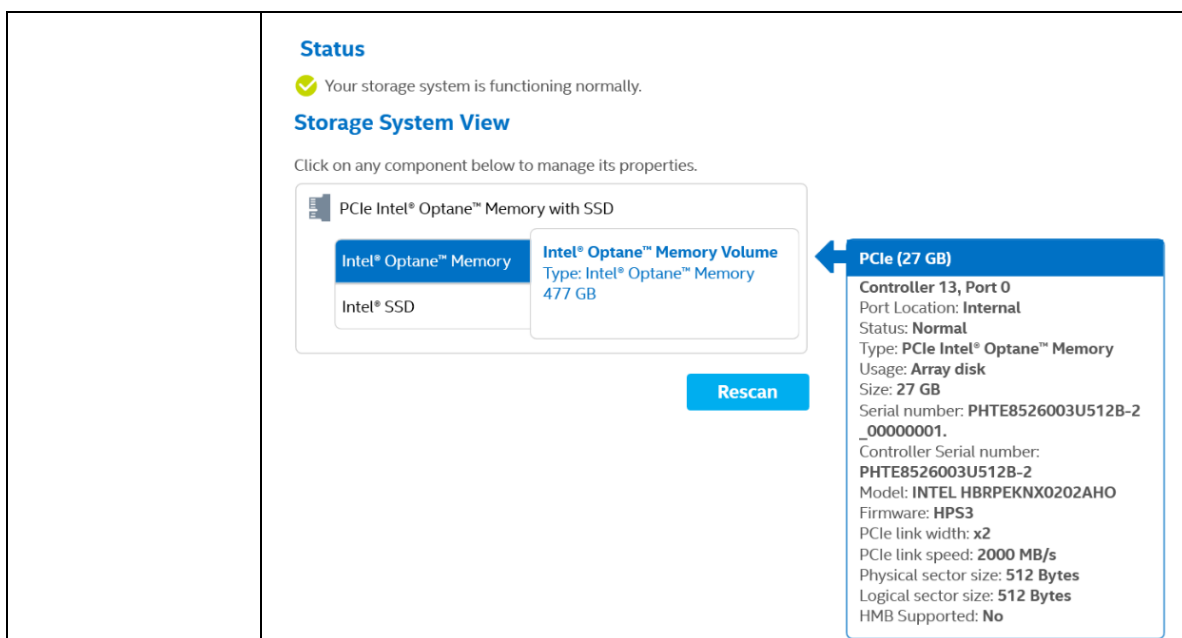 Status
Your storage system is functioning normally.
Storage System View
Click on any component below to manage its properties.
PCIe Intel® Optane™ Memory with SSD
Intel® Optane™ Memory
Intel® SSD
Intel® Optane™ Memory Volume
Type: Intel® Optane™ Memory
477 GB
Rescan
PCIe (27 GB)
Controller 13, Port 0
Port Location: Internal
Status: Normal
Type: PCIe Intel® Optane™ Memory
Usage: Array disk
Size: 27 GB
Serial number: PHTE8526003U512B-2
_00000001.
Controller Serial number:
PHTE8526003U512B-2
Model: INTEL HBRPEKNX0202AHO
Firmware: HPS3
PCIe link width: x2
PCIe link speed: 2000 MB/s
Physical sector size: 512 Bytes
Logical sector size: 512 Bytes
HMB Supported: No